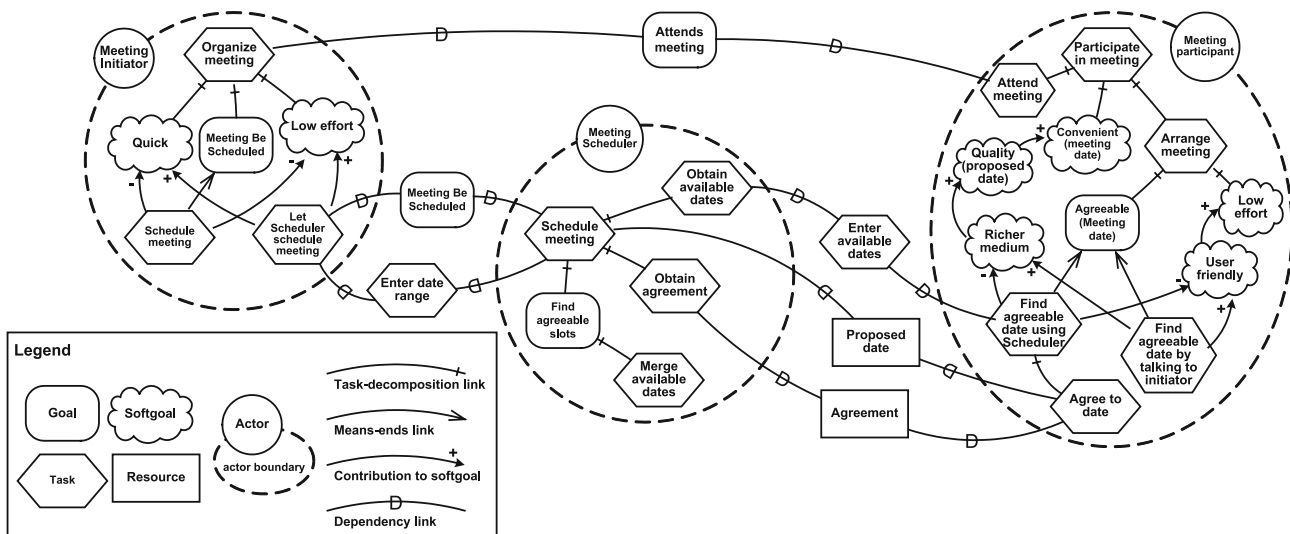 Meeting
Initiator
Organize
meeting
Quick
Meeting Be
Scheduled
Low effort
-
+
-
+
Schedule
meeting
Let
Scheduler
schedule
meeting
D
Attends
meeting
D
D
Meeting Be
Scheduled
D
D
Enter date
range
D
Meeting
Scheduler
Schedule
meeting
Obtain
available
dates
Obtain
agreement
Find
agreeable
slots
Merge
available
dates
D
Enter
available
dates
D
D
Proposed
date
D
D
Agreement
D
Meeting
participant
Participate
in meeting
Attend
meeting
Convenient
(meeting
date)
+
Quality
(proposed
date)
+
Arrange
meeting
Richer
medium
Agreeable
(Meeting
date)
Low
effort
+
User
friendly
-
+
-
+
Find
agreeable
date using
Scheduler
Find
agreeable
date by
talking to
initiator
Agree to
date
Legend
Goal
Softgoal
Actor
actor boundary
Task
Resource
Task-decomposition link
Means-ends link
+
Contribution to softgoal
D
Dependency link